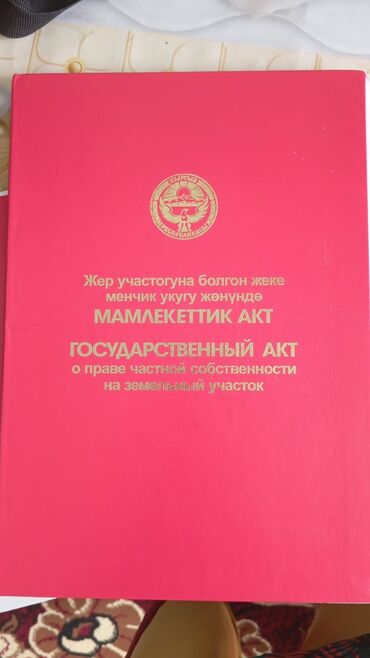 Жер участогуна болгон жеке
менчик укугу жөнүндө
МАМЛЕКЕТТИК АКТ
ГОСУДАРСТВЕННЫЙ АКТ
о праве частной собственности
на земельный участок